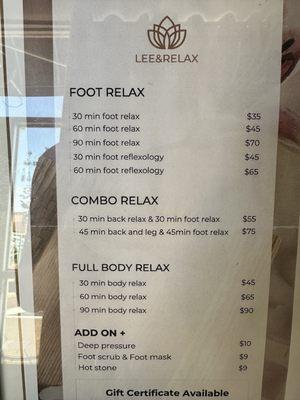 LEE&RELAX
FOOT RELAX
30 min foot relax $35
60 min foot relax $45
90 min foot relax $70
30 min foot reflexology $45
60 min foot reflexology $65
COMBO RELAX
30 min back relax & 30 min foot relax $55
45 min back and leg & 45min foot relax $75
FULL BODY RELAX
30 min body relax $45
60 min body relax $65
90 min body relax $90
ADD ON +
Deep pressure $10
Foot scrub & Foot mask $9
Hot stone $9
Gift Certificate Available